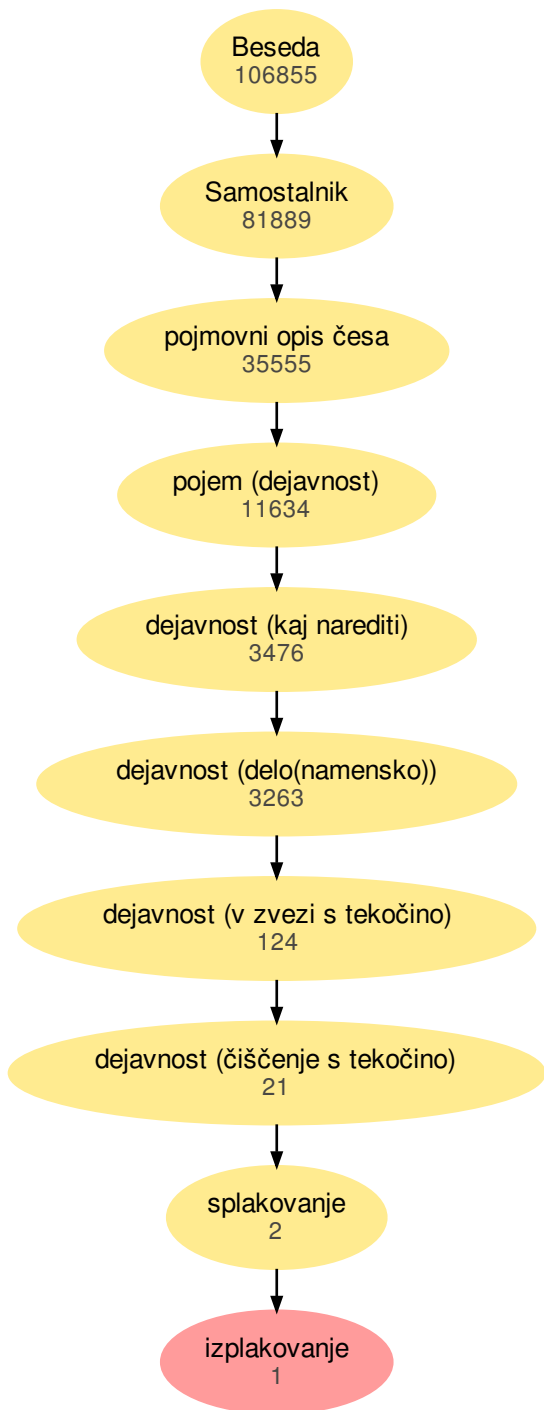 Beseda
106855
Samostalnik
81889
pojmovni opis česa
35555
pojem (dejavnost)
11634
dejavnost (kaj narediti)
3476
dejavnost (delo(namensko))
3263
dejavnost (v zvezi s tekočino)
124
dejavnost (čiščenje s tekočino)
21
splakovanje
2
izplakovanje
1